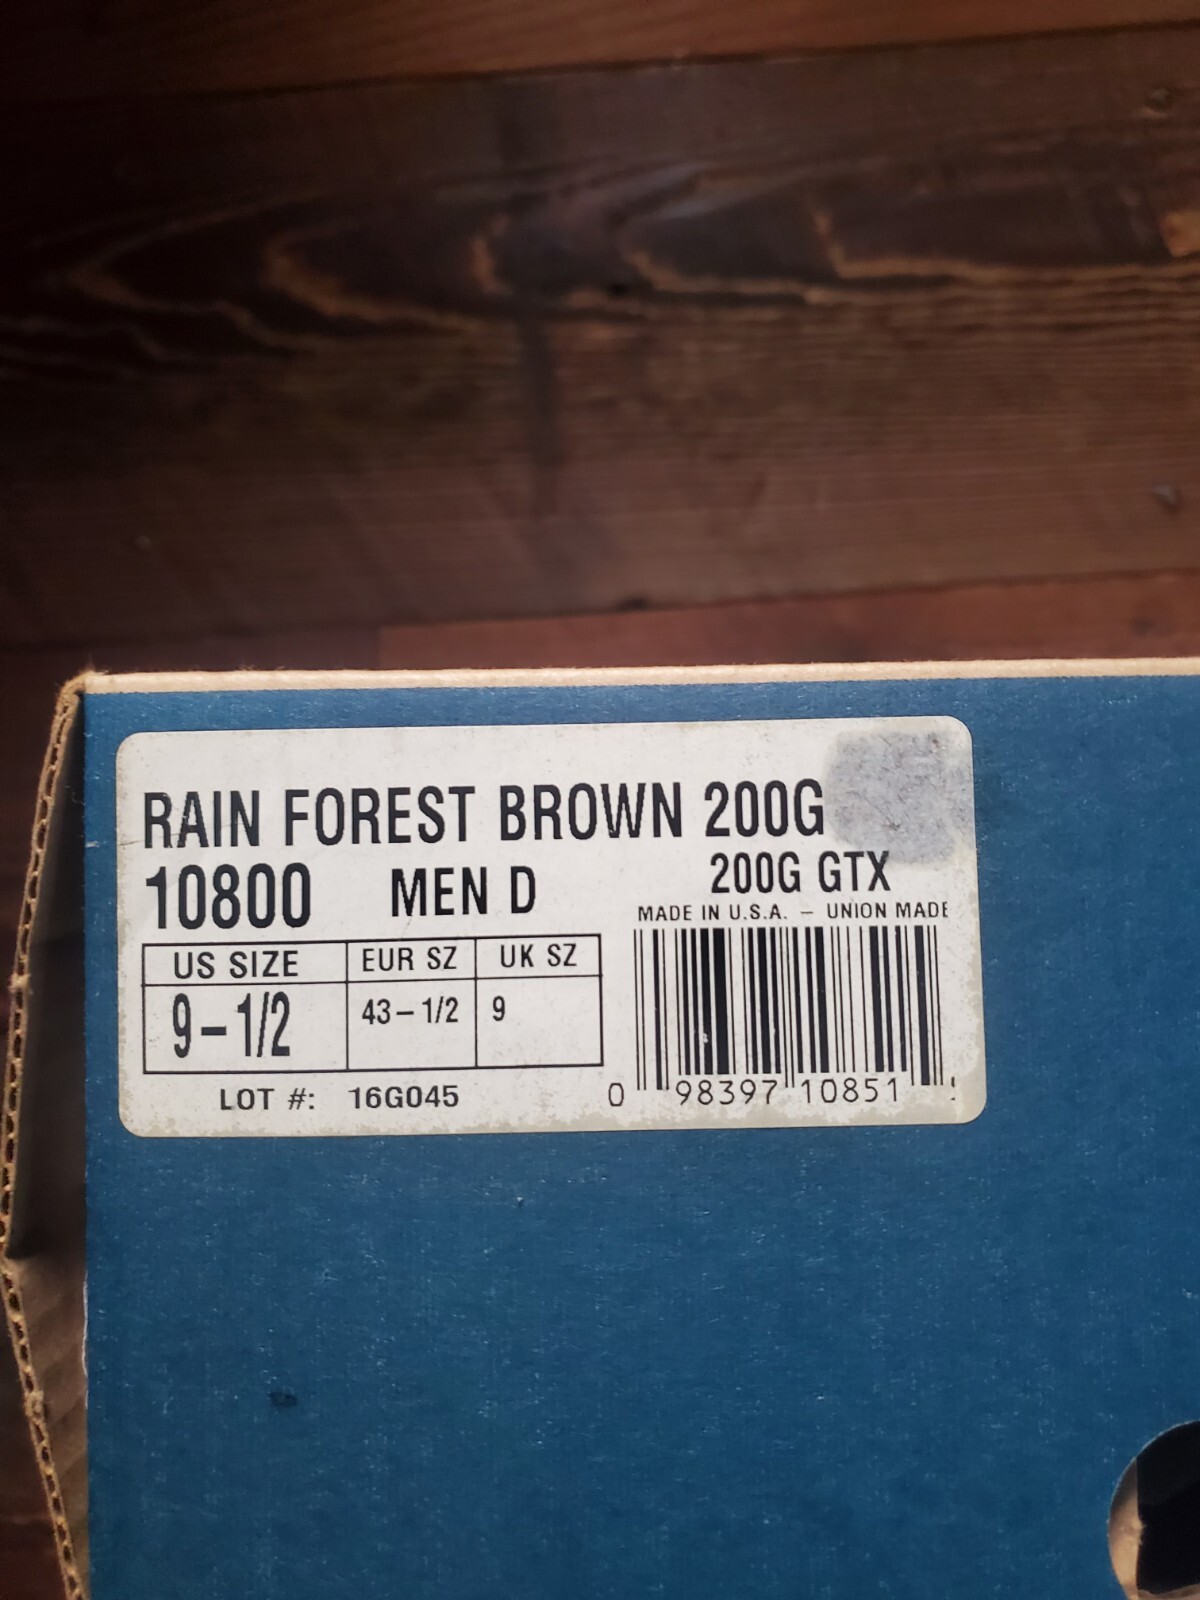 RAIN FOREST BROWN 200G
10800 MEN D 200G GTX
MADE IN U.S.A. – UNION MADE
US SIZE EUR SZ UK SZ
9–1/2 43–1/2 9
LOT #: 16G045
0 98397 10851